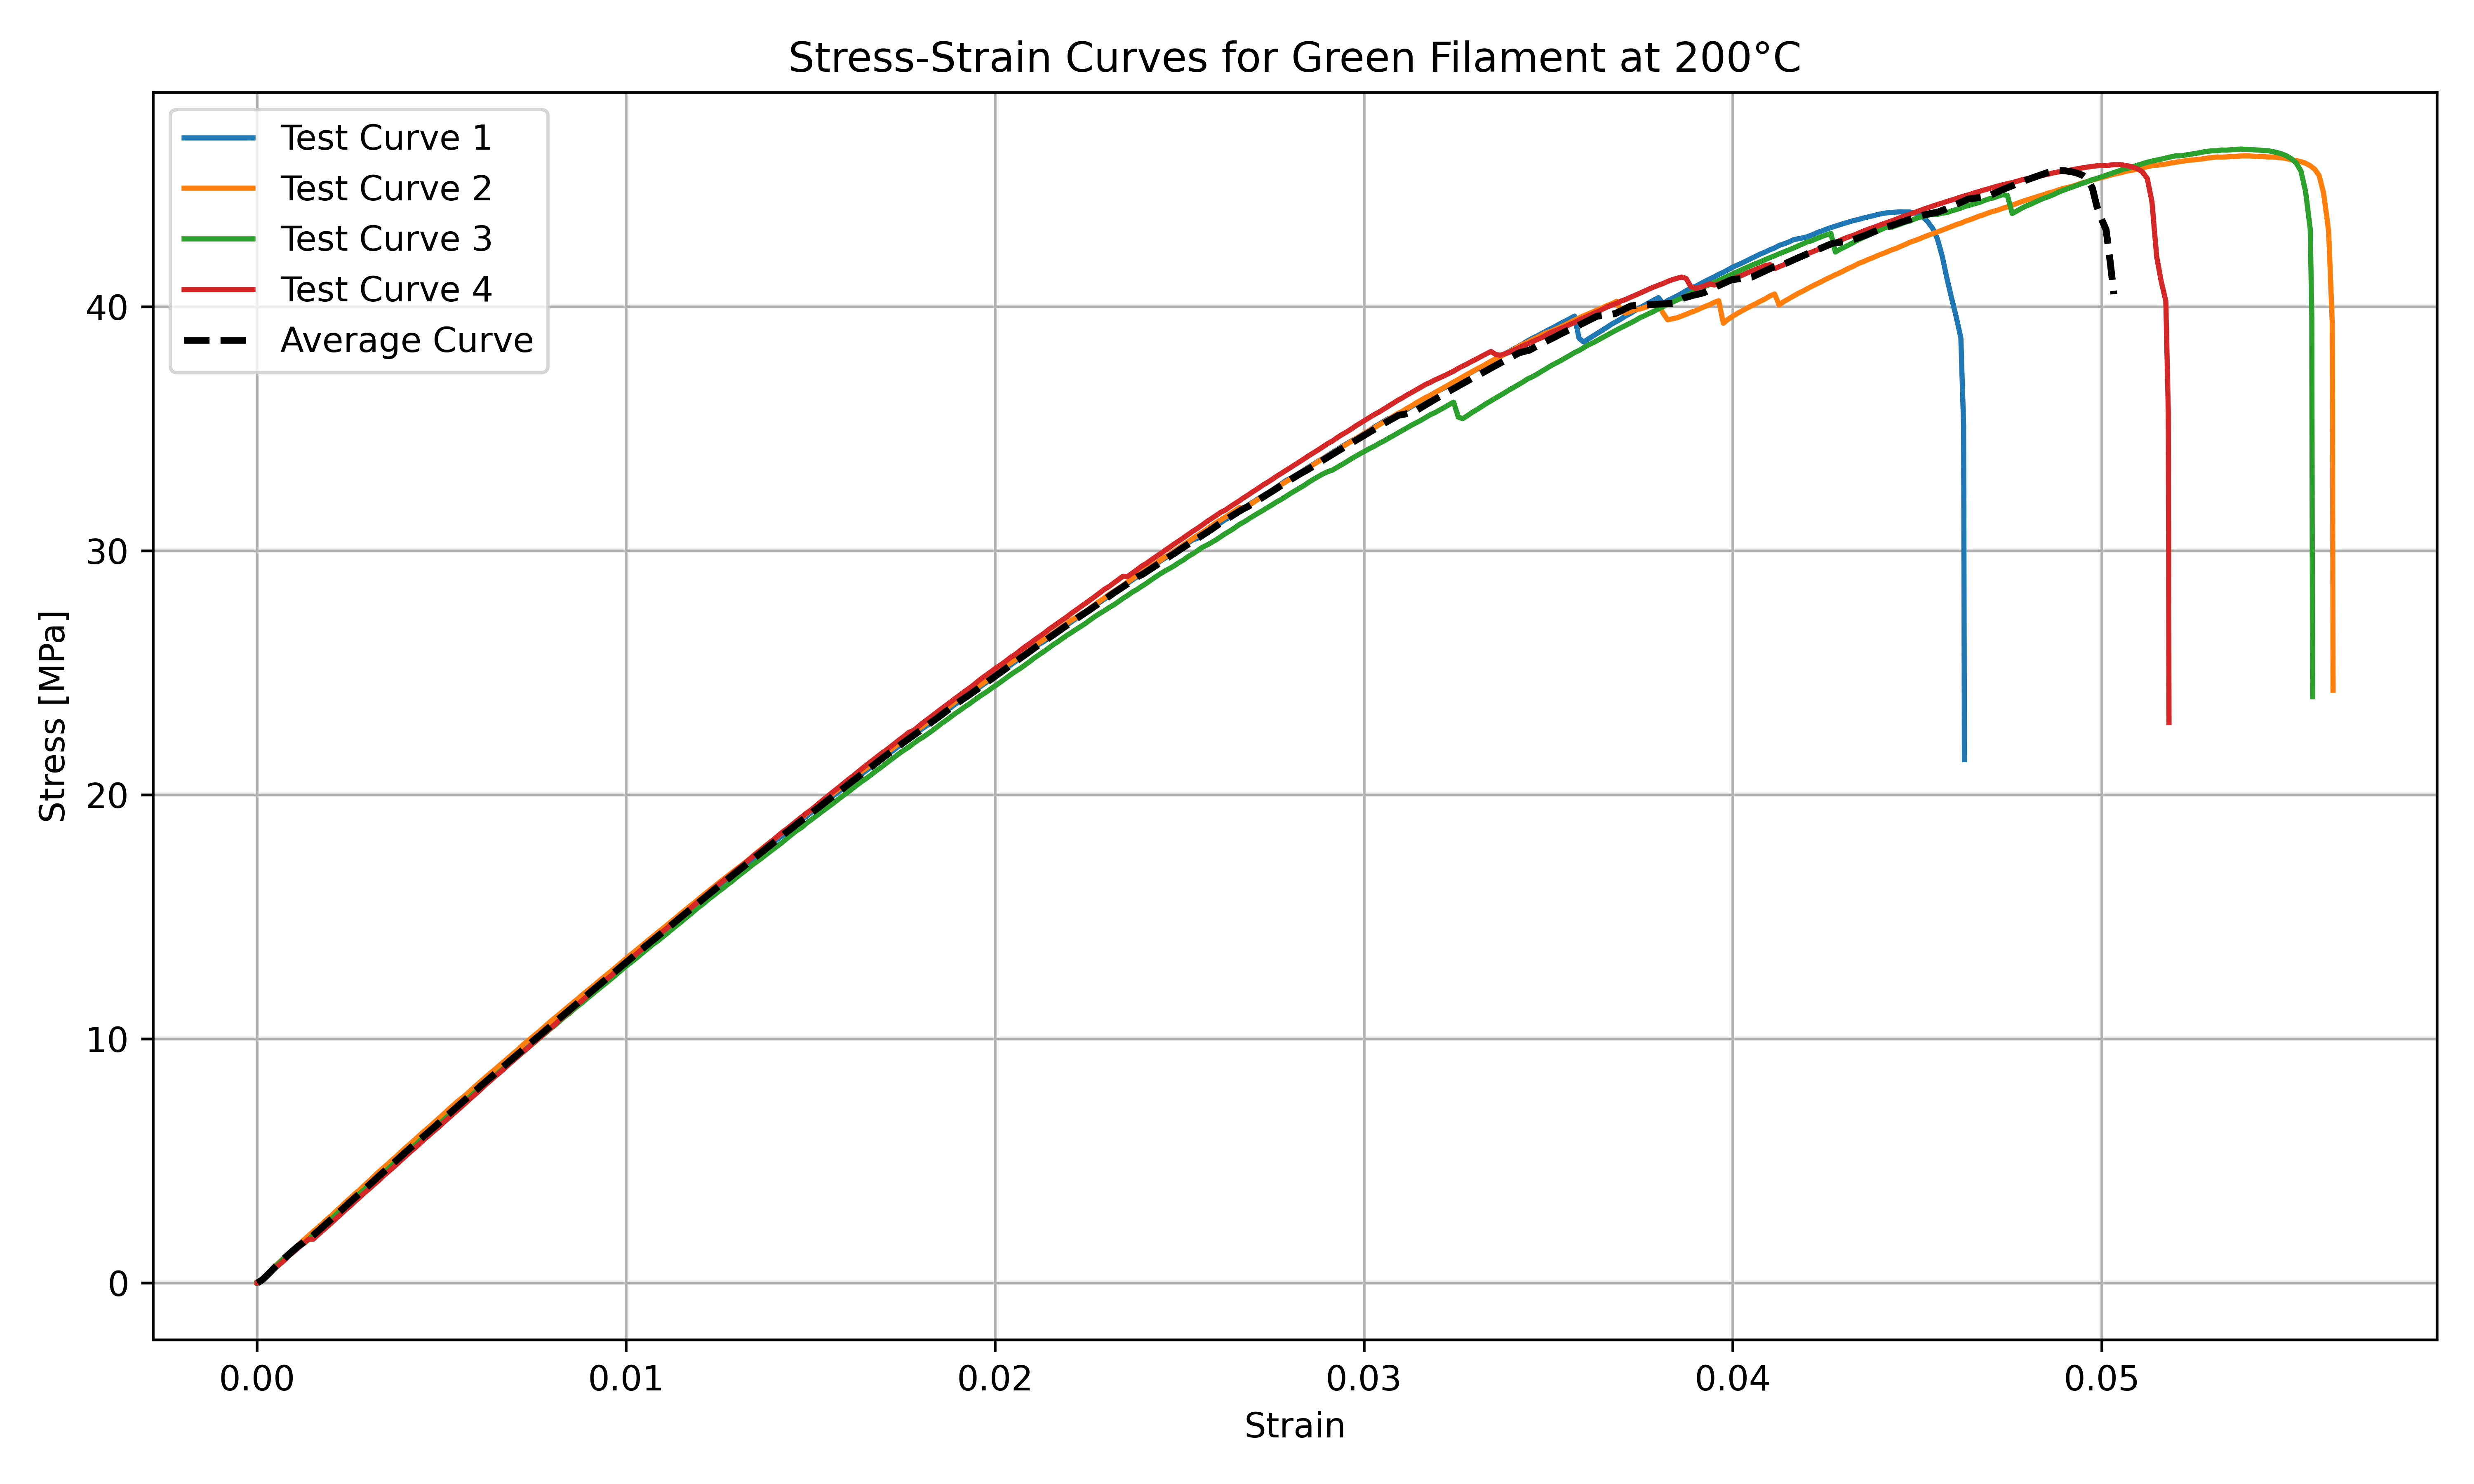 Stress-Strain Curves for Green Filament at 200°C
Test Curve 1
Test Curve 2
Test Curve 3
Test Curve 4
Average Curve
Stress [MPa]
40
30
20
10
0
0.00 0.01 0.02 0.03 0.04 0.05
Strain